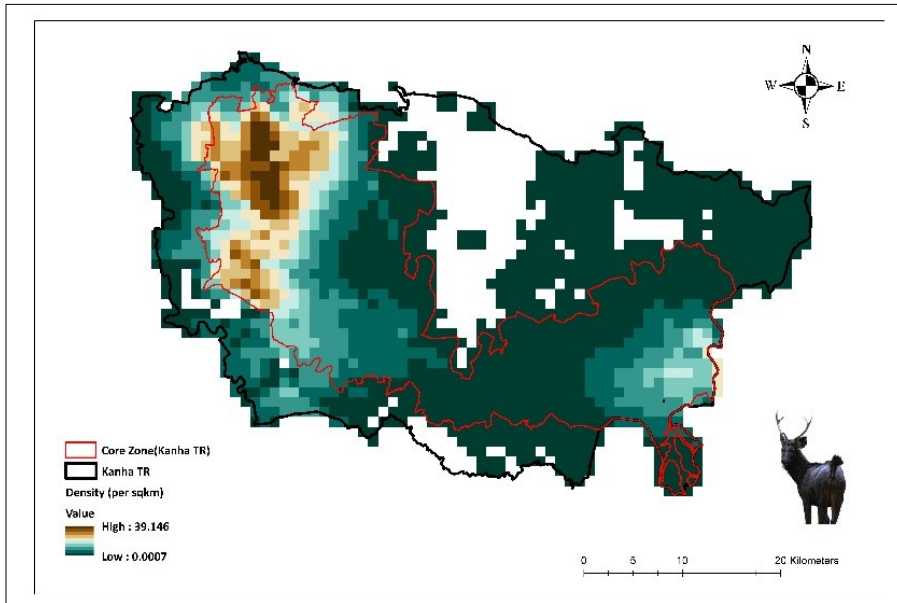 N
W E
S
Core Zone(Kanha TR)
Kanha TR
Density (per sqkm)
Value
High : 39.146
Low : 0.0007
0 5 10 20 Kilometers